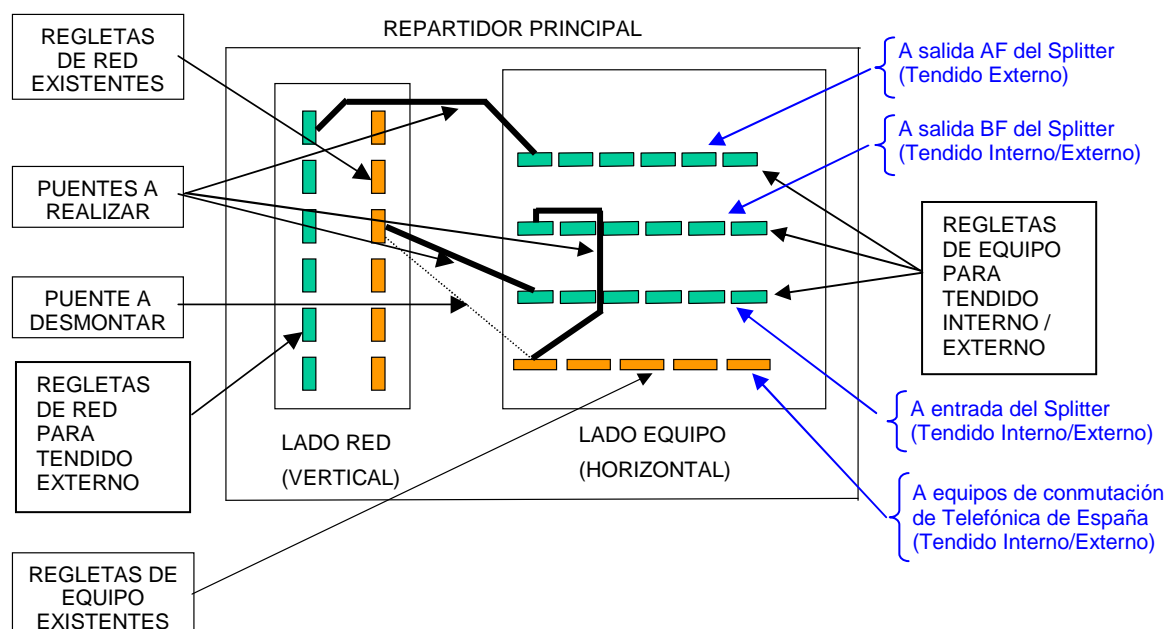 REPARTIDOR PRINCIPAL
REGLETAS
DE RED
EXISTENTES
PUENTES A
REALIZAR
PUENTE A
DESMONTAR
REGLETAS
DE RED
PARA
TENDIDO
EXTERNO
REGLETAS DE
EQUIPO
EXISTENTES
LADO RED
(VERTICAL)
LADO EQUIPO
(HORIZONTAL)
A salida AF del Splitter
(Tendido Externo)
A salida BF del Splitter
(Tendido Interno/Externo)
REGLETAS
DE EQUIPO
PARA
TENDIDO
INTERNO /
EXTERNO
A entrada del Splitter
(Tendido Interno/Externo)
A equipos de conmutación
de Telefónica de España
(Tendido Interno/Externo)